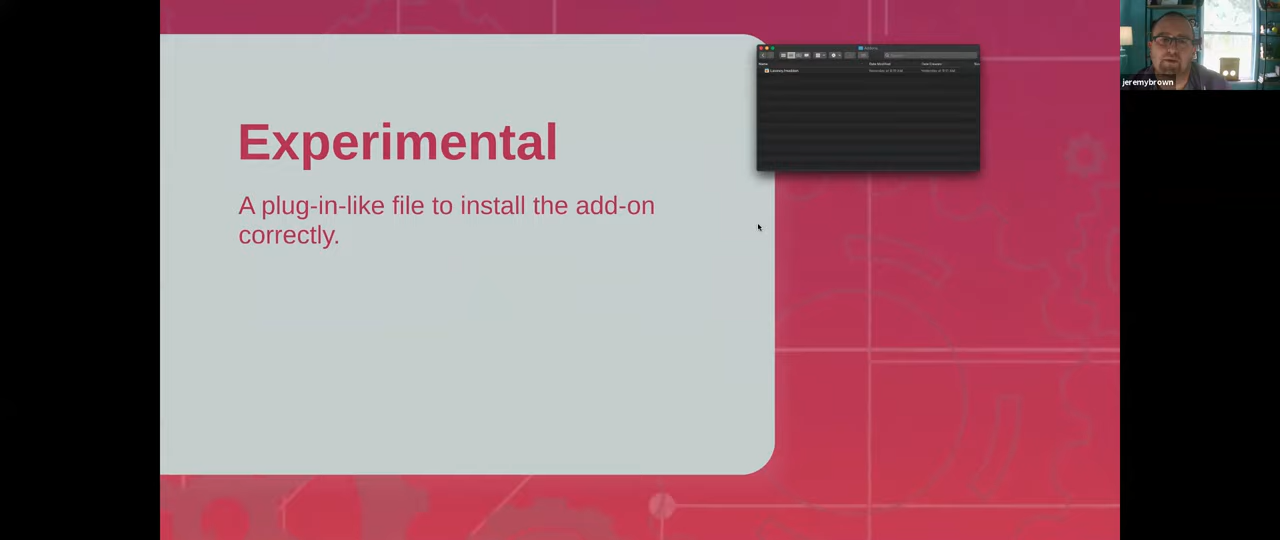 Experimental
A plug-in-like file to install the add-on
correctly.
jeremybrown